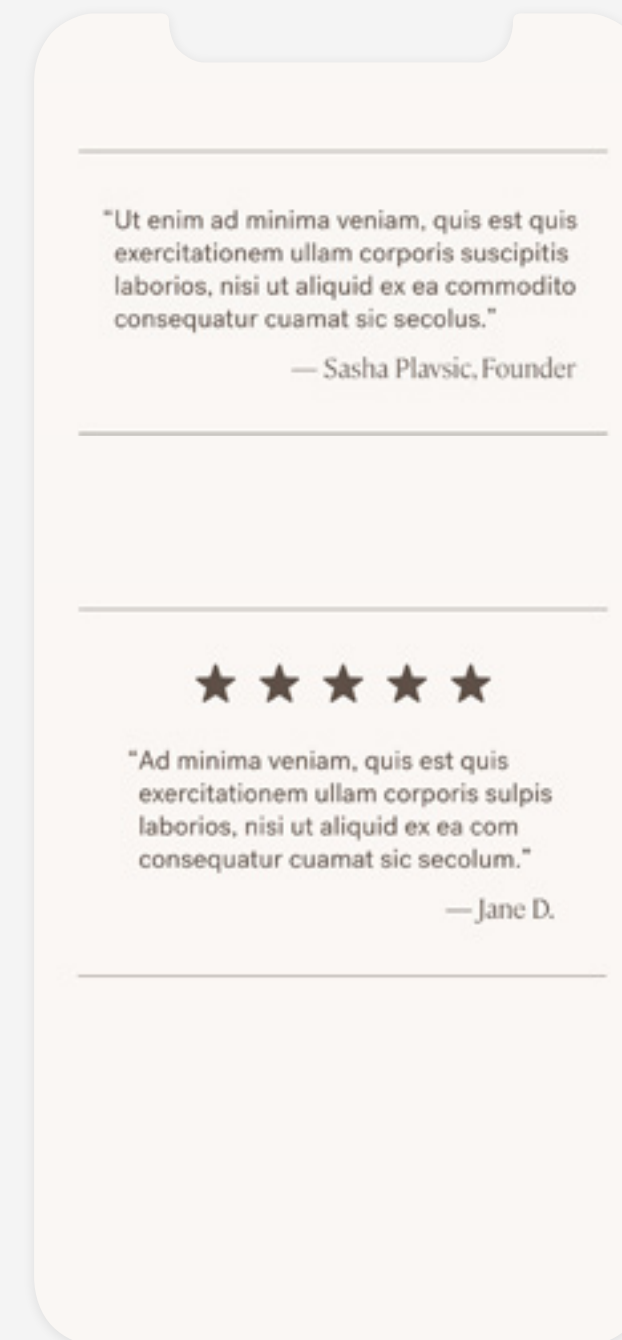 “Ut enim ad minima veniam, quis est quis
exercitationem ullam corporis suscipitis
laborios, nisi ut aliquid ex ea commodito
consequatur cuamat sic secolus.”
— Sasha Plavsic, Founder
“Ad minima veniam, quis est quis
exercitationem ullam corporis sulpis
laborios, nisi ut aliquid ex ea com
consequatur cuamat sic secolum.”
— Jane D.